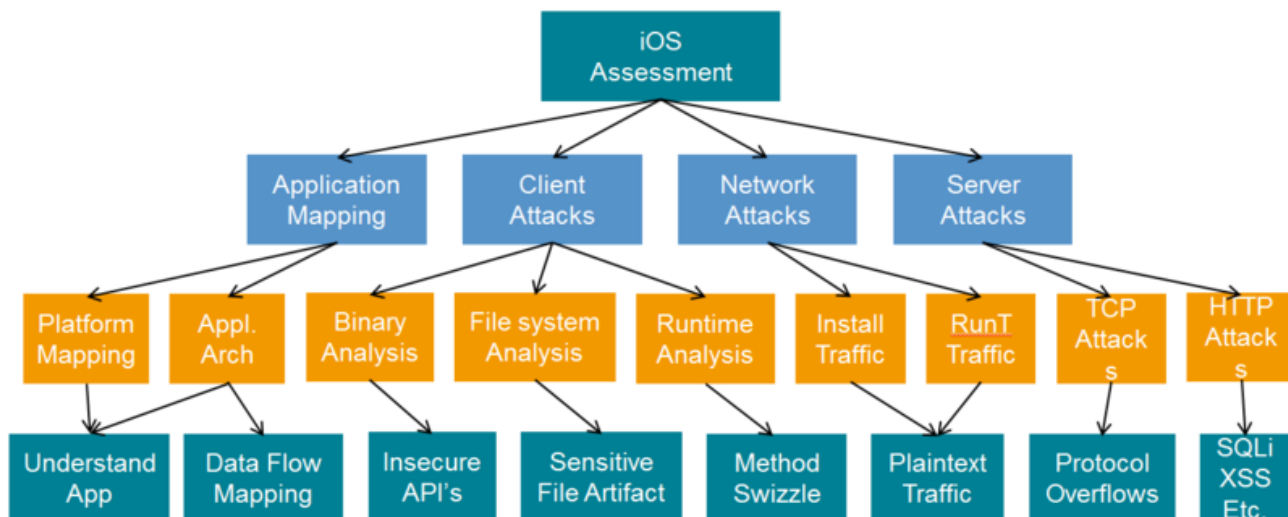 iOS
Assessment
Application
Mapping
Client
Attacks
Network
Attacks
Server
Attacks
Platform
Mapping
Appl.
Arch
Binary
Analysis
File system
Analysis
Runtime
Analysis
Install
Traffic
RunT
Traffic
TCP
Attack
s
HTTP
Attack
s
Understand
App
Data Flow
Mapping
Insecure
API's
Sensitive
File Artifact
Method
Swizzle
Plaintext
Traffic
Protocol
Overflows
SQLi
XSS
Etc.